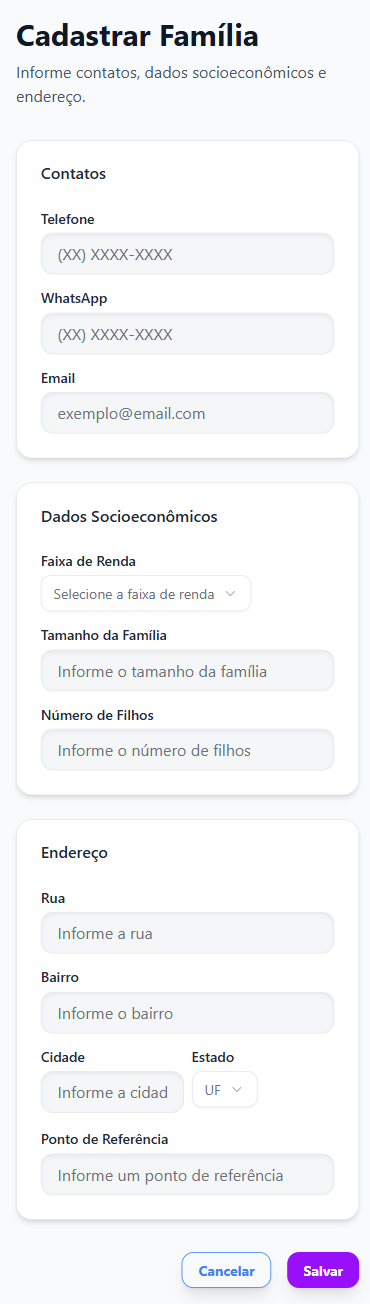 Cadastrar Família
Informe contatos, dados socioeconômicos e
endereço.
Contatos
Telefone
(XX) XXXX-XXXX
WhatsApp
(XX) XXXX-XXXX
Email
exemplo@email.com
Dados Socioeconômicos
Faixa de Renda
Selecione a faixa de renda
Tamanho da Família
Informe o tamanho da família
Número de Filhos
Informe o número de filhos
Endereço
Rua
Informe a rua
Bairro
Informe o bairro
Cidade Estado
Informe a cidad UF
Ponto de Referência
Informe um ponto de referência
Cancelar Salvar